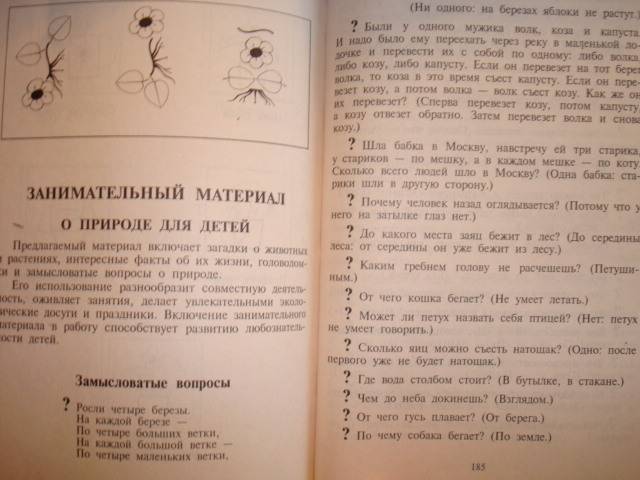 ЗАНИМАТЕЛЬНЫЙ МАТЕРИАЛ
О ПРИРОДЕ ДЛЯ ДЕТЕЙ
Предлагаемый материал включает загадки о животных
и растениях, интересные факты об их жизни, головолом-
ки и замысловатые вопросы о природе.
Его использование разнообразит совместную деятель-
ность, оживляет занятия, делает увлекательными эколо-
гические досуги и праздники. Включение занимательного
материала в работу способствует развитию любознатель-
ности детей.
Замысловатые вопросы
? Росли четыре березы.
На каждой березе —
По четыре больших ветки,
На каждой большой ветке —
По четыре маленьких ветки,
(Ни одного: на березах яблоки не растут.)
? Были у одного мужика волк, коза и капуста.
И надо было ему переехать через реку в маленькой ло-
дочке и перевести их с собой по одному: либо волка,
либо козу, либо капусту. Если он перевезет на тот берег
волка, то коза в это время съест капусту. Если он пере-
везет козу, а потом волка — волк съест козу. Как же он
их перевезет? (Сперва перевезет козу, потом капусту,
а козу отвезет обратно. Затем перевезет волка и снова
козу.)
? Шла бабка в Москву, навстречу ей три старика,
у стариков — по мешку, а в каждом мешке — по коту.
Сколько всего людей шло в Москву? (Одна бабка: ста-
рики шли в другую сторону.)
? Почему человек назад оглядывается? (Потому что у
него на затылке глаз нет.)
? До какого места заяц бежит в лес? (До середины
леса: от середины он уже бежит из лесу.)
? Каким гребнем голову не расчешешь? (Петуши-
ным.)
? От чего кошка бегает? (Не умеет летать.)
? Может ли петух назвать себя птицей? (Нет: петух
не умеет говорить.)
? Сколько яиц можно съесть натощак? (Одно: после
первого уже не будет натощак.)
? Где вода столбом стоит? (В бутылке, в стакане.)
? Чем до неба докинешь? (Взглядом.)
? От чего гусь плавает? (От берега.)
? По чему собака бегает? (По земле.)
185